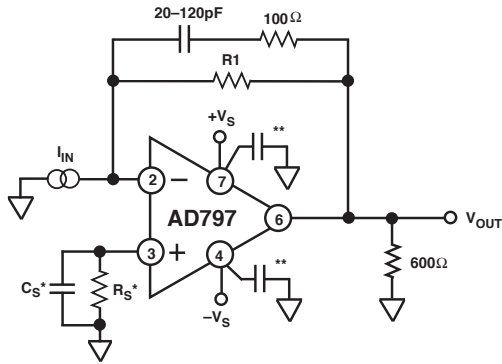 20–120pF
100Ω
R1
+VS
**
IIN
2
−
7
AD797
6
VOUT
3
+
4
**
CS*
RS*
600Ω
−VS